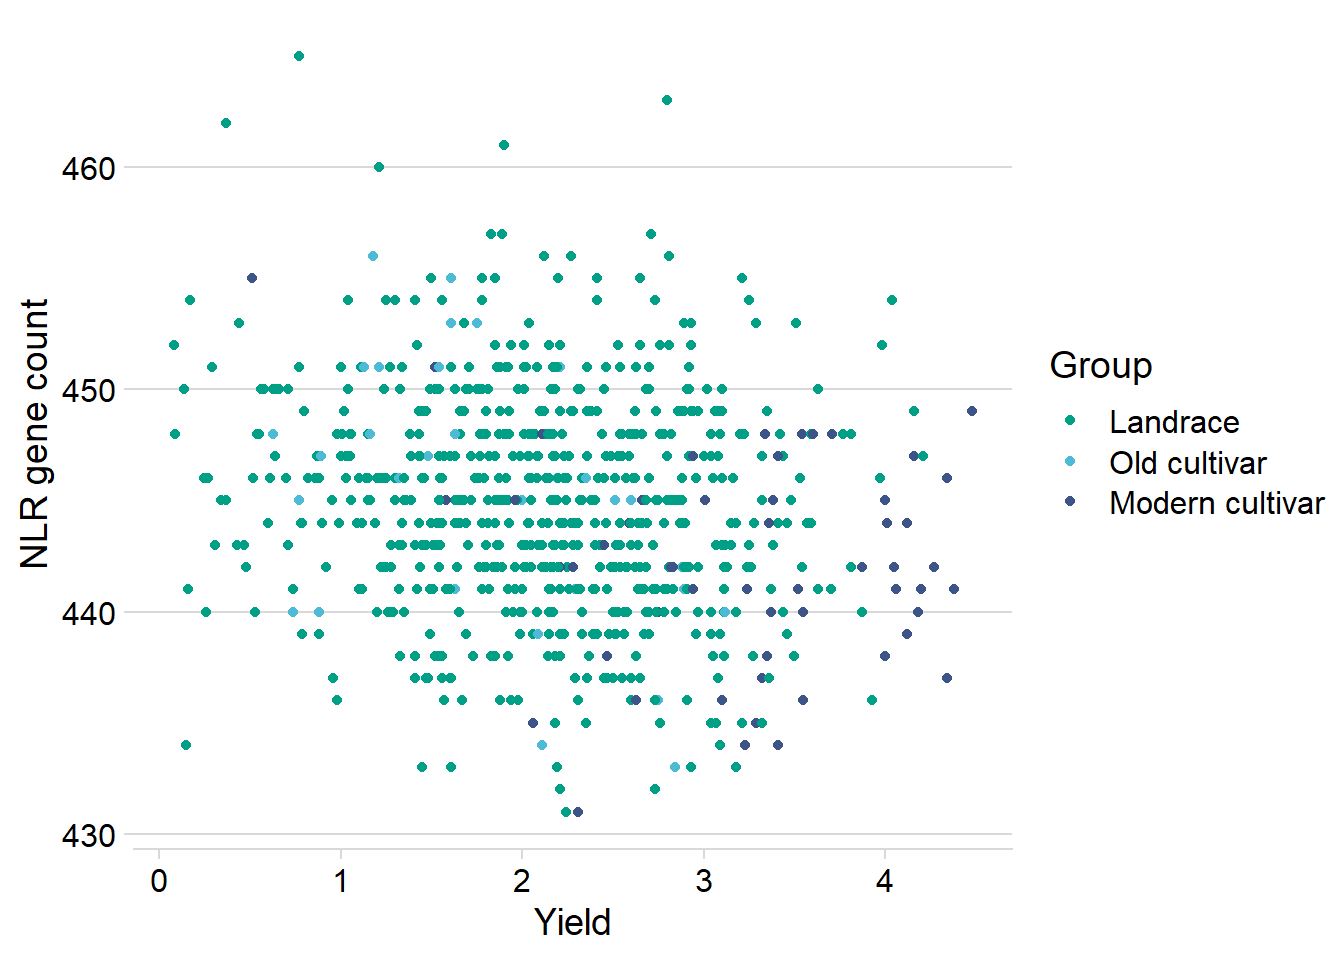 460
450
440
430
NLR gene count
0 1 2 3 4
Yield
Group
Landrace
Old cultivar
Modern cultivar